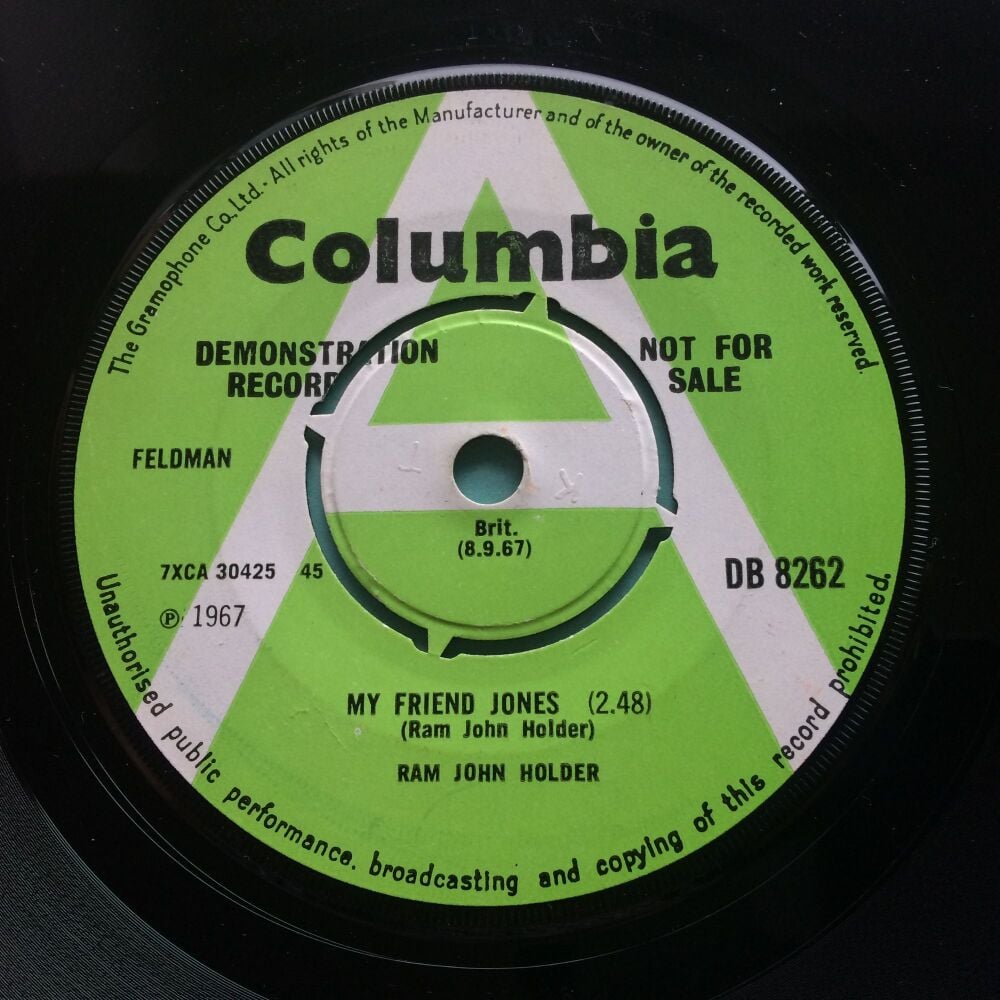 The Gramophone Co. Ltd. · All rights of the Manufacturer and of the owner of the recorded work reserved.
Columbia
DEMONSTRATION RECORD
NOT FOR SALE
FELDMAN
K T
Brit.
(8.9.67)
7XCA 30425 45
DB 8262
℗ 1967
MY FRIEND JONES (2.48)
(Ram John Holder)
RAM JOHN HOLDER
Unauthorised public performance. broadcasting and copying of this record prohibited.